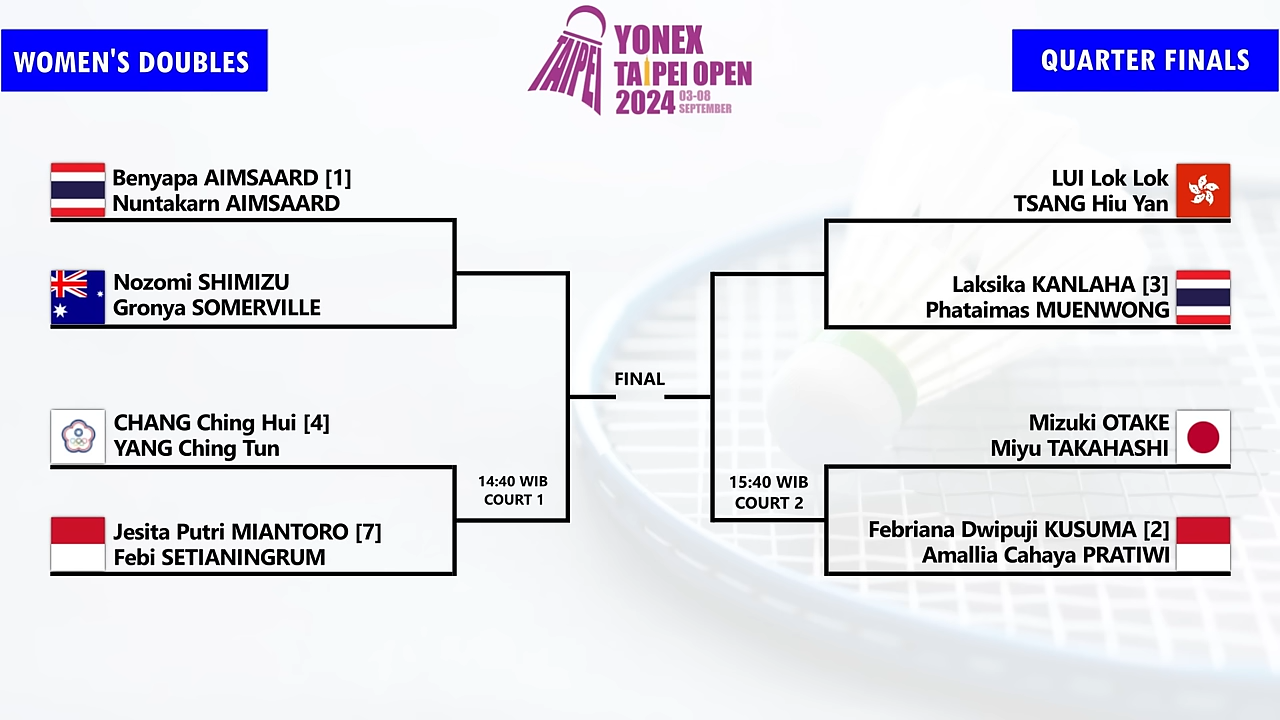 WOMEN'S DOUBLES
TAIPEI
YONEX
TAIPEI OPEN
2024 03-08 SEPTEMBER
QUARTER FINALS
Benyapa AIMSAARD [1]
Nuntakarn AIMSAARD
Nozomi SHIMIZU
Gronya SOMERVILLE
CHANG Ching Hui [4]
YANG Ching Tun
Jesita Putri MIANTORO [7]
Febi SETIANINGRUM
14:40 WIB
COURT 1
FINAL
LUI Lok Lok
TSANG Hiu Yan
Laksika KANLAHA [3]
Phataimas MUENWONG
Mizuki OTAKE
Miyu TAKAHASHI
Febriana Dwipuji KUSUMA [2]
Amallia Cahaya PRATIWI
15:40 WIB
COURT 2